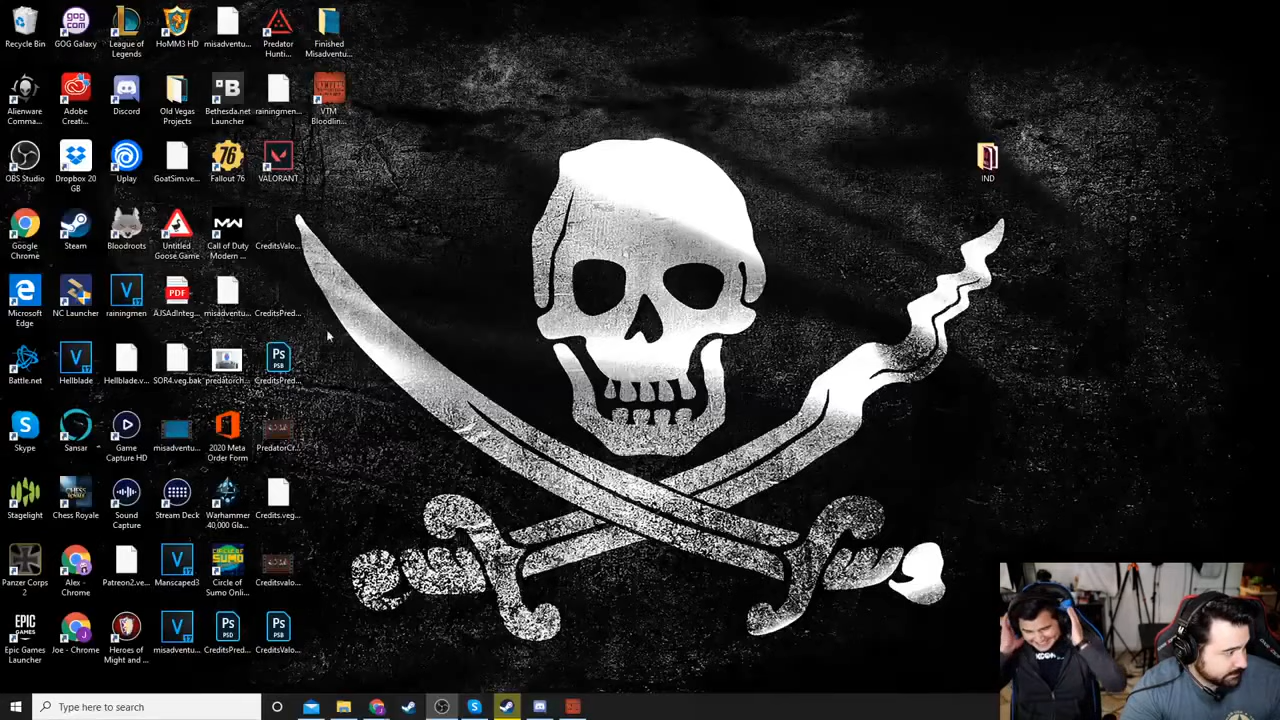 Recycle Bin
GOG Galaxy
League of
Legends
HoMM3 HD
misadventu...
Predator
Hunti...
Finished
Misadventu...
Alienware
Comma...
Adobe
Creati...
Discord
Old Vegas
Projects
Bethesda.net
Launcher
rainingmen...
VTM
Bloodlin...
OBS Studio
Dropbox 20
GB
Uplay
GoatSim.ve...
Fallout 76
VALORANT
IND
Google
Chrome
Steam
Bloodroots
Untitled
Goose Game
Call of Duty
Modern ...
CreditsValo...
Microsoft
Edge
NC Launcher
rainingmen
AJSAdInteg...
misadventu...
CreditsPred...
Battle.net
Hellblade
Hellblade.v...
SOR4.veg.bak
predatorch...
CreditsPred...
Skype
Sansar
Game
Capture HD
misadventu...
2020 Meta
Order Form
PredatorCr...
Stagelight
Chess Royale
Sound
Capture
Stream Deck
Warhammer
40,000 Gla...
Credits.veg...
Panzer Corps
2
Alex -
Chrome
Patreon2.ve...
Manscaped3
Circle of
Sumo Onli...
Creditsvalo...
EPIC
GAMES
Epic Games
Launcher
Joe - Chrome
Heroes of
Might and ...
misadventu...
CreditsPred...
CreditsValo...
Type here to search